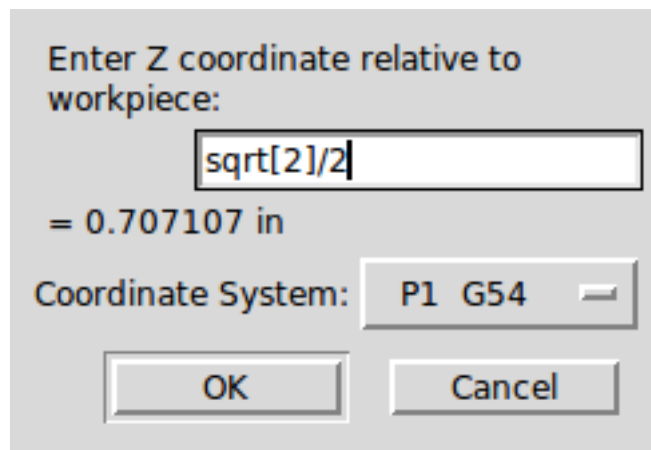 Enter Z coordinate relative to
workpiece:
sqrt[2]/2
= 0.707107 in
Coordinate System: P1 G54
OK Cancel